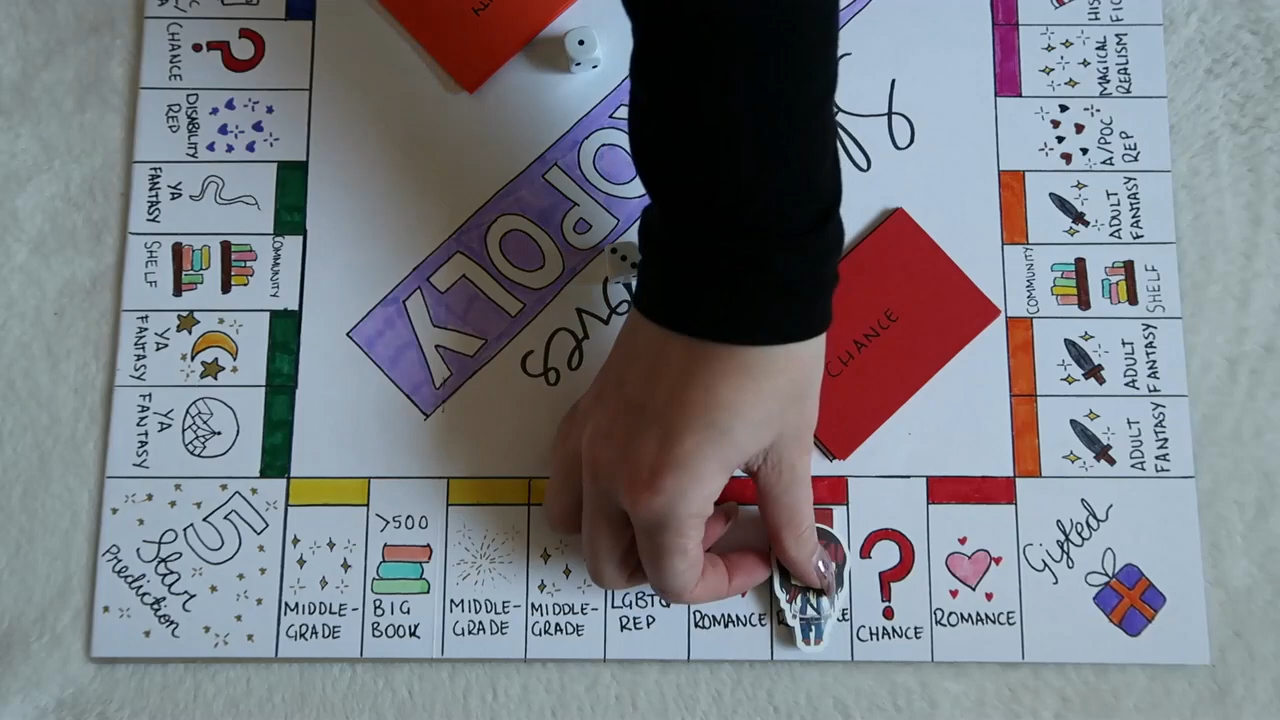 CHANCE
DISABILITY
REP
YA
FANTASY
COMMUNITY
SHELF
YA
FANTASY
YA
FANTASY
5
Star
Prediction
MIDDLE-
GRADE
>500
BIG
BOOK
MIDDLE-
GRADE
MIDDLE-
GRADE
LGBTQ
REP
ROMANCE
CHANCE
ROMANCE
Gifted
ADULT
FANTASY
ADULT
FANTASY
COMMUNITY
SHELF
ADULT
FANTASY
A/POC
REP
MAGICAL
REALISM
HIS
FIC
OPOLY
CHANCE